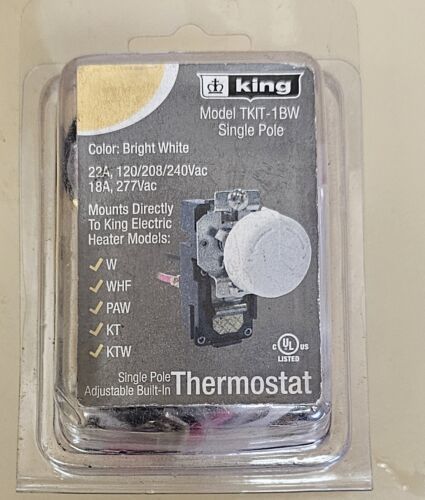 king
Model TKIT-1BW
Single Pole
Color: Bright White
22A, 120/208/240Vac
18A, 277Vac
Mounts Directly
To King Electric
Heater Models:
W
WHF
PAW
KT
KTW
C UL US
LISTED
Single Pole
Adjustable Built-In Thermostat